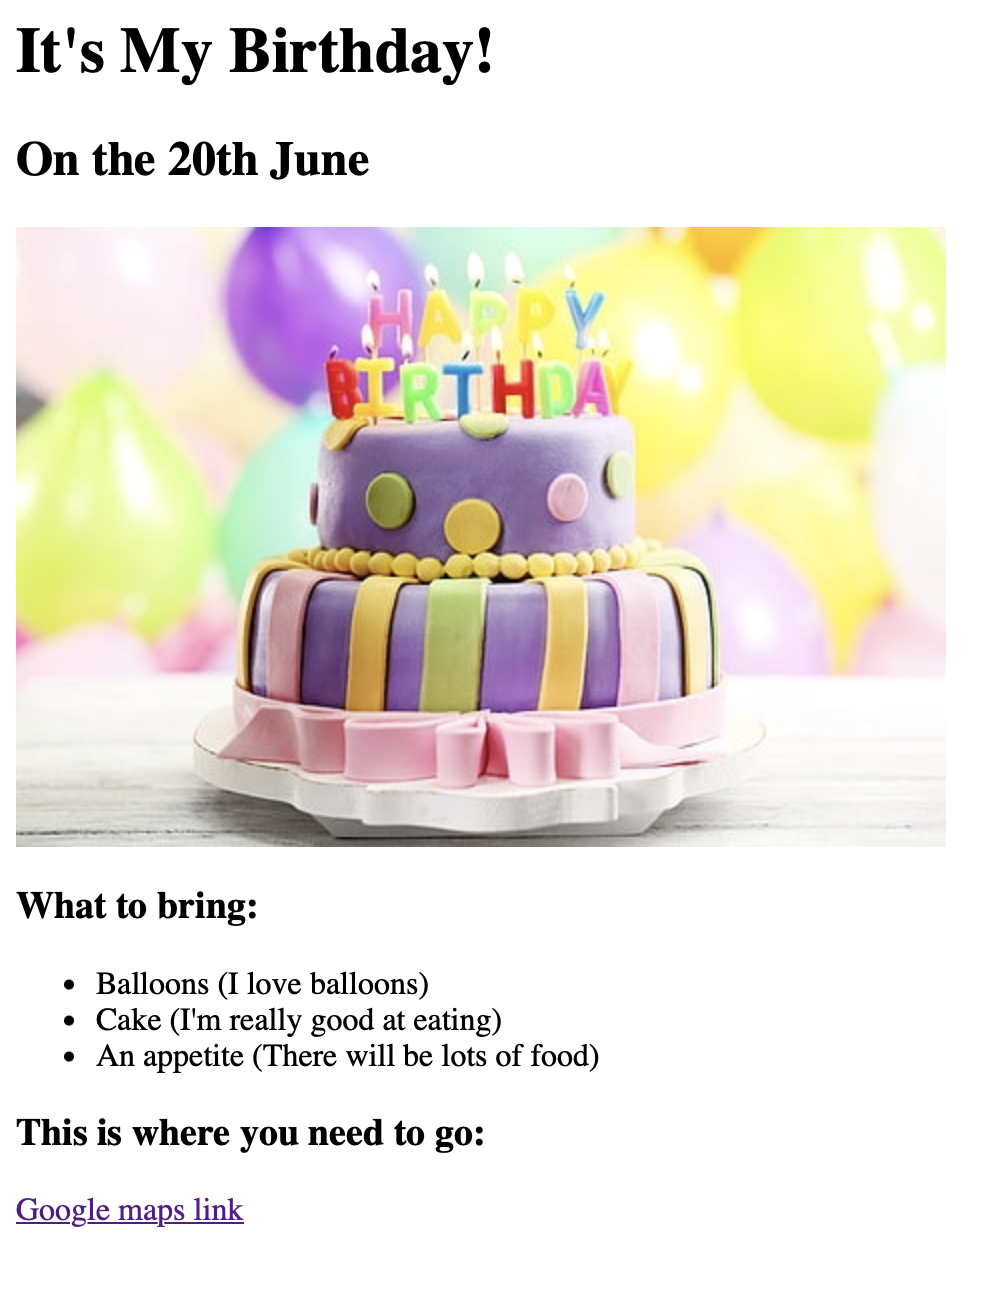 It's My Birthday!
On the 20th June
HAPPY
BIRTHDAY
What to bring:
Balloons (I love balloons)
Cake (I'm really good at eating)
An appetite (There will be lots of food)
This is where you need to go:
Google maps link